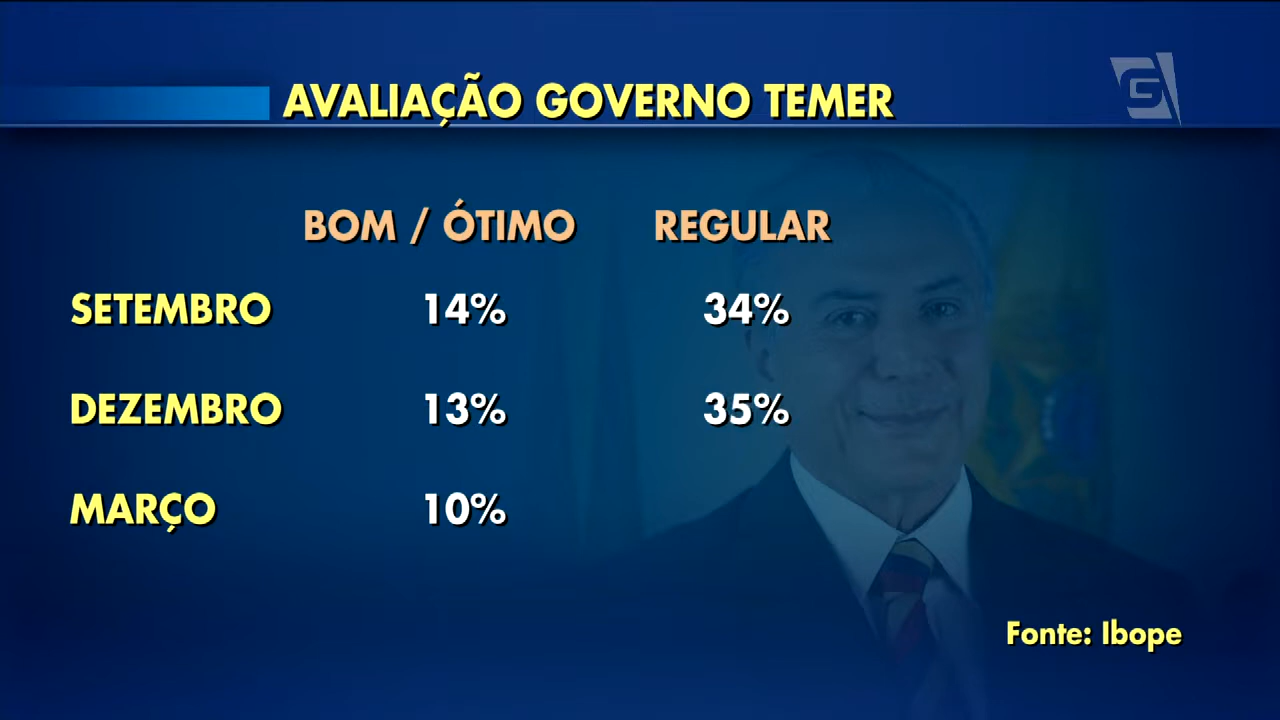 AVALIAÇÃO GOVERNO TEMER
BOM / ÓTIMO REGULAR
SETEMBRO 14% 34%
DEZEMBRO 13% 35%
MARÇO 10%
Fonte: Ibope